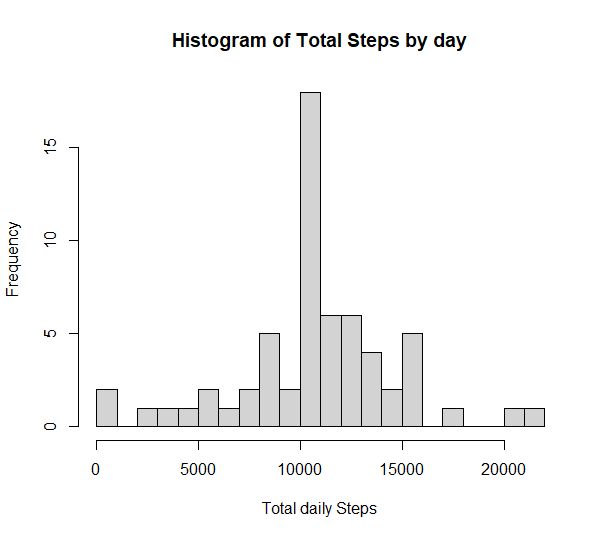 Histogram of Total Steps by day
Frequency
15
10
5
0
0 5000 10000 15000 20000
Total daily Steps